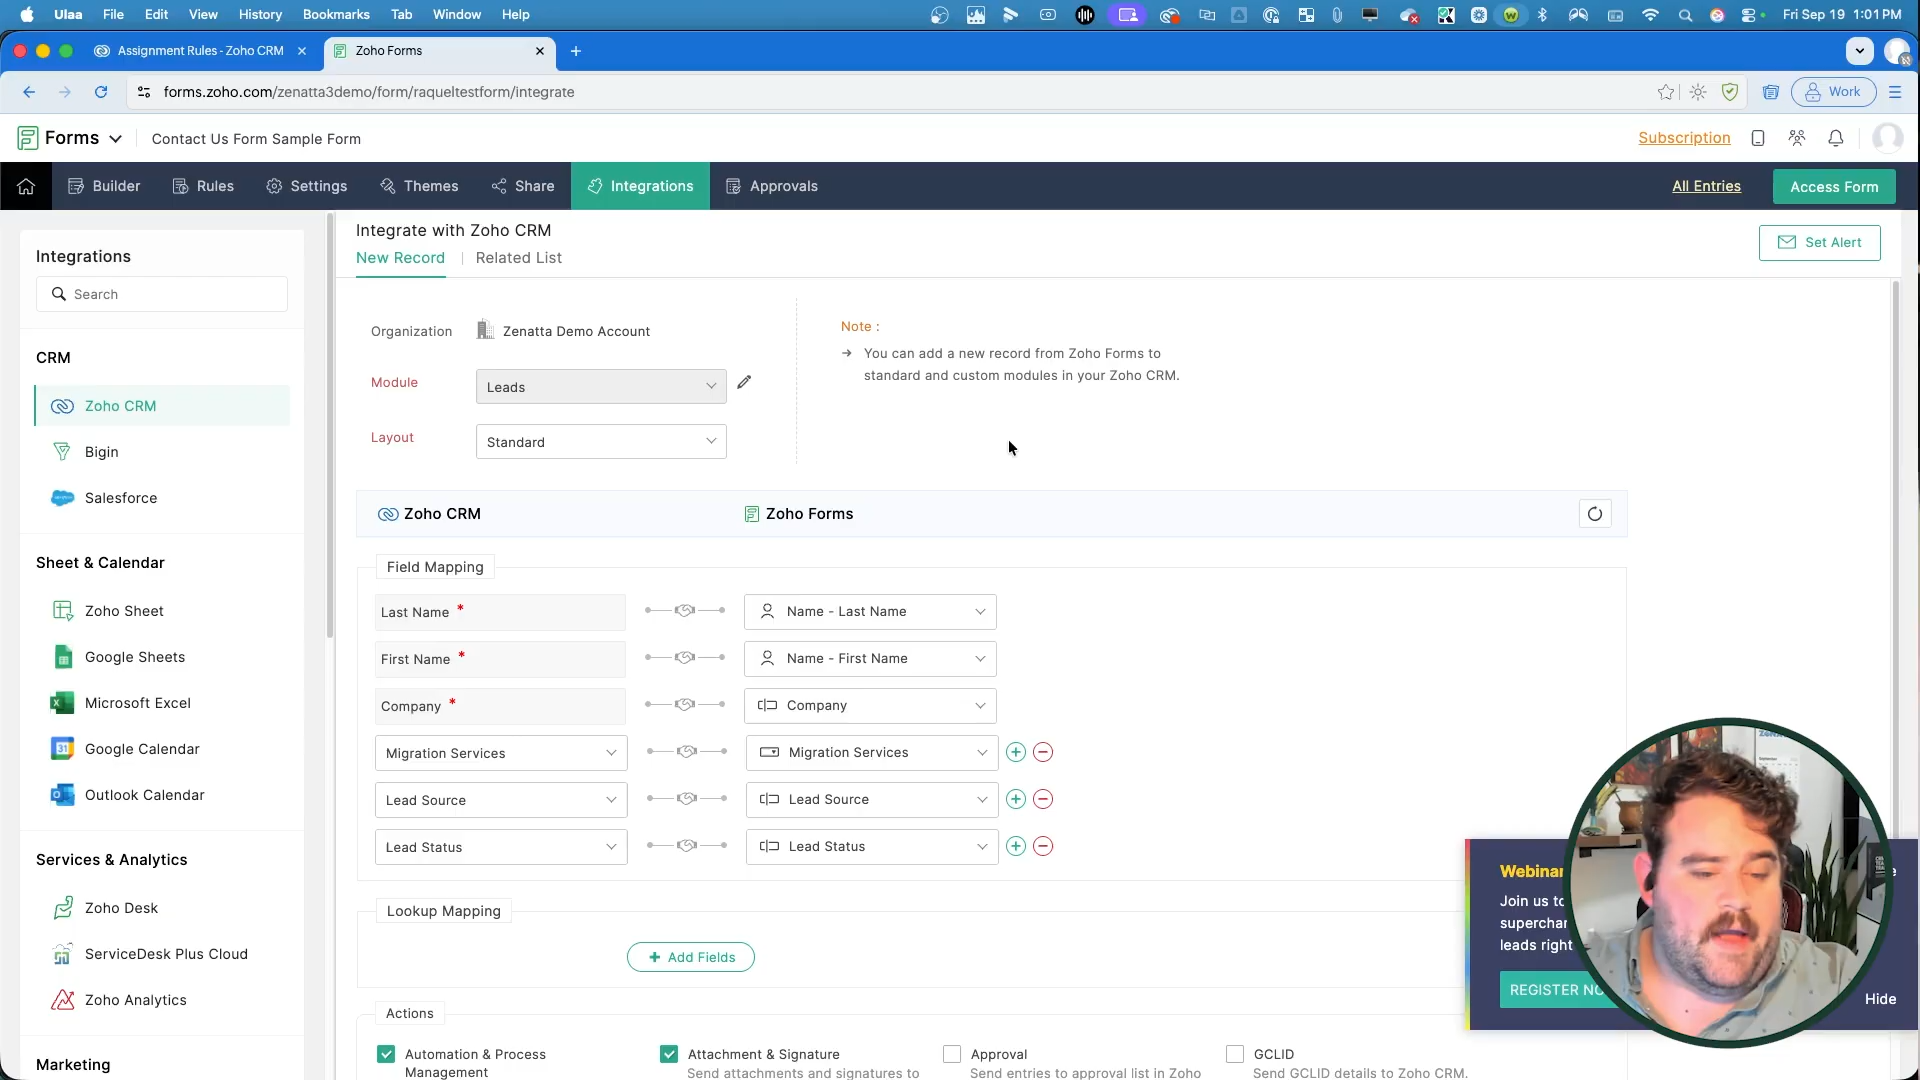 Ulaa File Edit View History Bookmarks Tab Window Help
Fri Sep 19 1:01 PM
Assignment Rules - Zoho CRM
Zoho Forms
forms.zoho.com/zenatta3demo/form/raqueltestform/integrate
Work
Forms
Contact Us Form Sample Form
Subscription
Builder
Rules
Settings
Themes
Share
Integrations
Approvals
All Entries
Access Form
Integrations
Search
CRM
Zoho CRM
Bigin
Salesforce
Sheet & Calendar
Zoho Sheet
Google Sheets
Microsoft Excel
Google Calendar
Outlook Calendar
Services & Analytics
Zoho Desk
ServiceDesk Plus Cloud
Zoho Analytics
Marketing
Integrate with Zoho CRM
New Record
Related List
Set Alert
Organization
Zenatta Demo Account
Module
Leads
Layout
Standard
Note :
You can add a new record from Zoho Forms to
standard and custom modules in your Zoho CRM.
Zoho CRM
Zoho Forms
Field Mapping
Last Name *
Name - Last Name
First Name *
Name - First Name
Company *
Company
Migration Services
Migration Services
Lead Source
Lead Source
Lead Status
Lead Status
Lookup Mapping
+ Add Fields
Actions
Automation & Process
Management
Attachment & Signature
Send attachments and signatures to
Approval
Send entries to approval list in Zoho
GCLID
Send GCLID details to Zoho CRM.
Webinar
Join us to
leads right
Hide